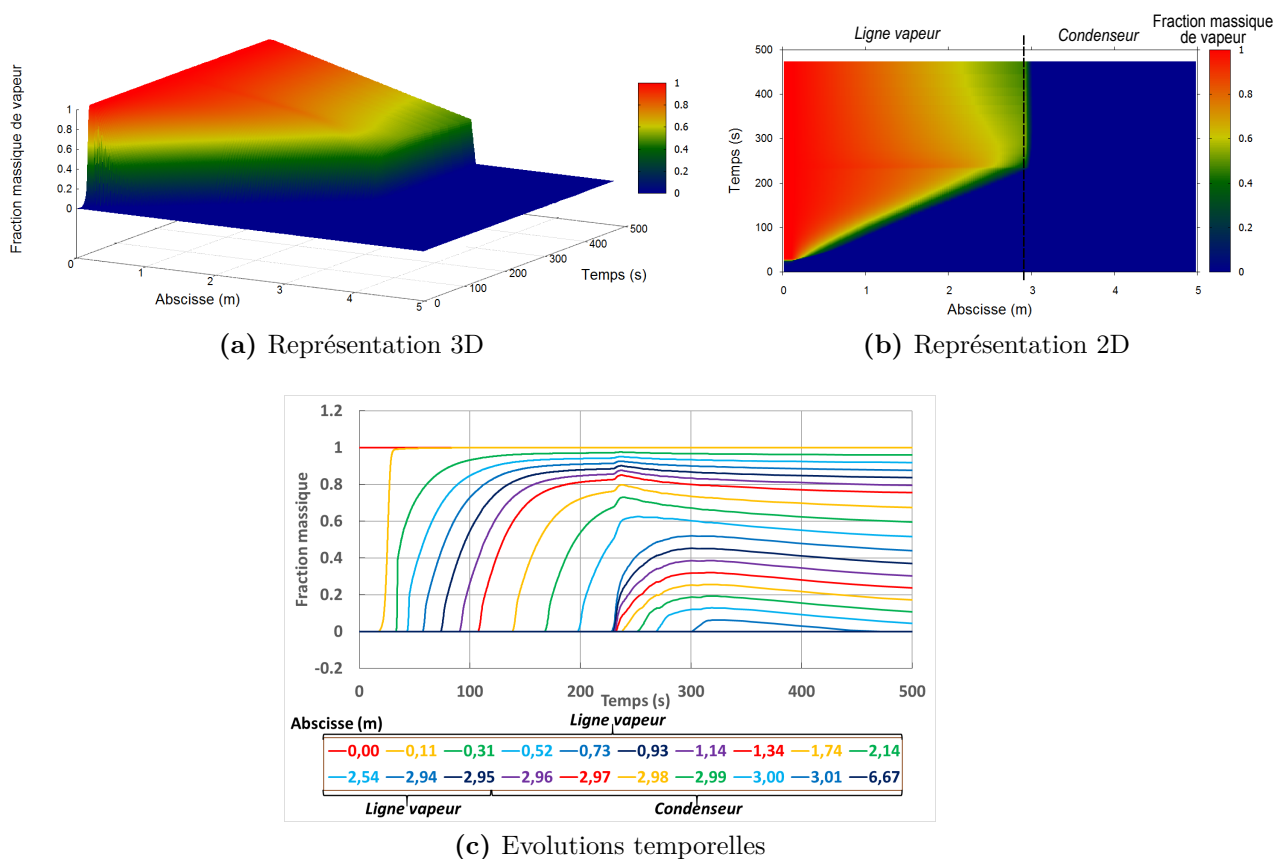 Fraction massique de vapeur
1
0.8
0.6
0.4
0.2
0
0
1
2
3
4
5
Abscisse (m)
0
100
200
300
400
500
Temps (s)
1
0.8
0.6
0.4
0.2
0
(a) Représentation 3D
Ligne vapeur
Condenseur
Fraction massique
de vapeur
500
400
300
200
100
0
Temps (s)
0 1 2 3 4 5
Abscisse (m)
1
0.8
0.6
0.4
0.2
0
(b) Représentation 2D
1.2
1
0.8
0.6
0.4
0.2
0
-0.2
Fraction massique
0 100 200 300 400 500
Temps (s)
Abscisse (m)
Ligne vapeur
0,00 0,11 0,31 0,52 0,73 0,93 1,14 1,34 1,74 2,14
2,54 2,94 2,95 2,96 2,97 2,98 2,99 3,00 3,01 6,67
Ligne vapeur
Condenseur
(c) Evolutions temporelles